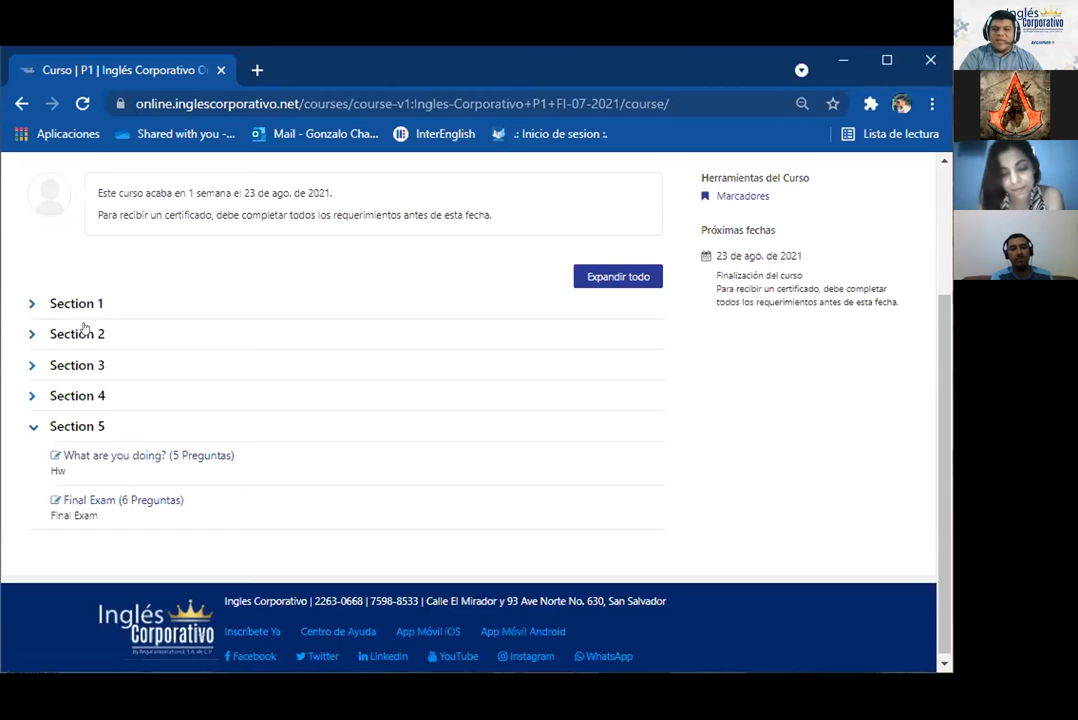 Curso | P1 | Inglés Corporativo O
online.inglescorporativo.net/courses/course-v1:Ingles-Corporativo+P1+FI-07-2021/course/
Aplicaciones
Shared with you -...
Mail - Gonzalo Cha...
InterEnglish
.: Inicio de sesion :.
Lista de lectura
Este curso acaba en 1 semana el 23 de ago. de 2021.
Para recibir un certificado, debe completar todos los requerimientos antes de esta fecha.
Herramientas del Curso
Marcadores
Próximas fechas
23 de ago. de 2021
Finalización del curso
Para recibir un certificado, debe completar
todos los requerimientos antes de esta fecha.
Expandir todo
Section 1
Section 2
Section 3
Section 4
Section 5
What are you doing? (5 Preguntas)
Hw
Final Exam (6 Preguntas)
Final Exam
Inglés
Corporativo
Ingles Corporativo | 2263-0668 | 7598-8533 | Calle El Mirador y 93 Ave Norte No. 630, San Salvador
Inscríbete Ya
Centro de Ayuda
App Móvil iOS
App Móvil Android
Facebook
Twitter
LinkedIn
YouTube
Instagram
WhatsApp
Inglés
Corporativo
BEGINNER 1